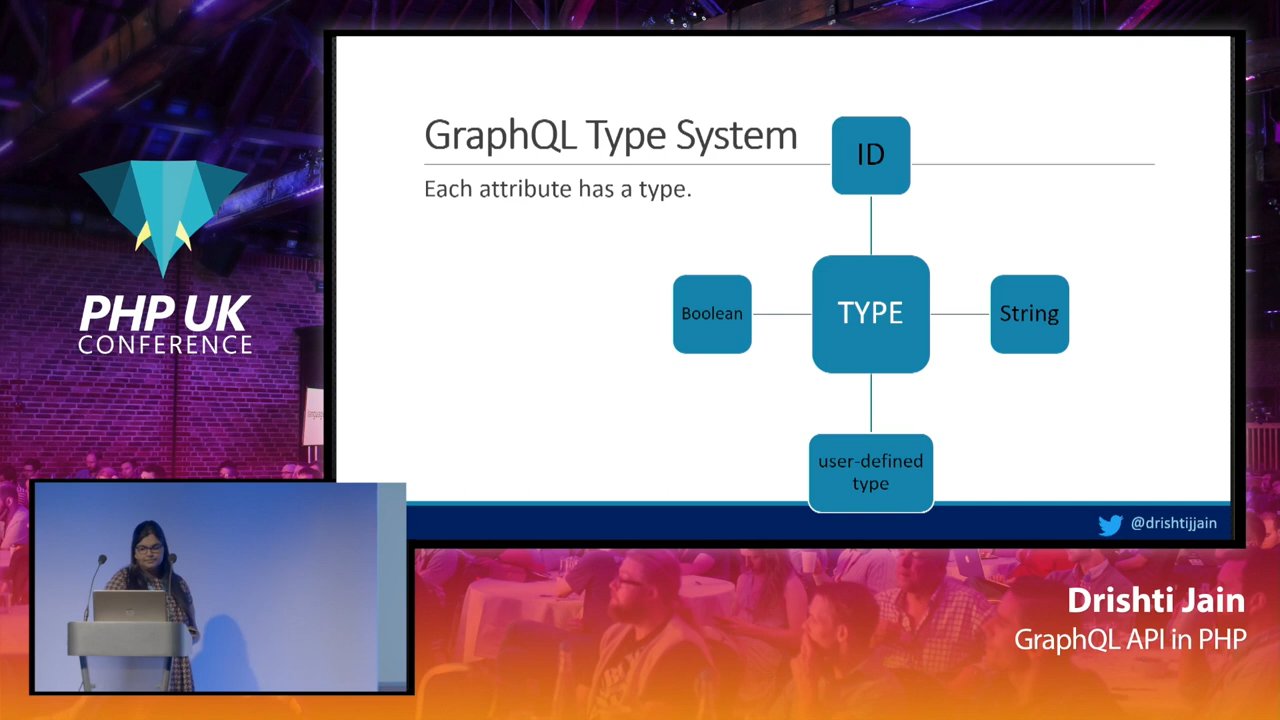 GraphQL Type System
Each attribute has a type.
ID
TYPE
Boolean
String
user-defined
type
@drishtijjain
PHP UK
CONFERENCE
Drishti Jain
GraphQL API in PHP